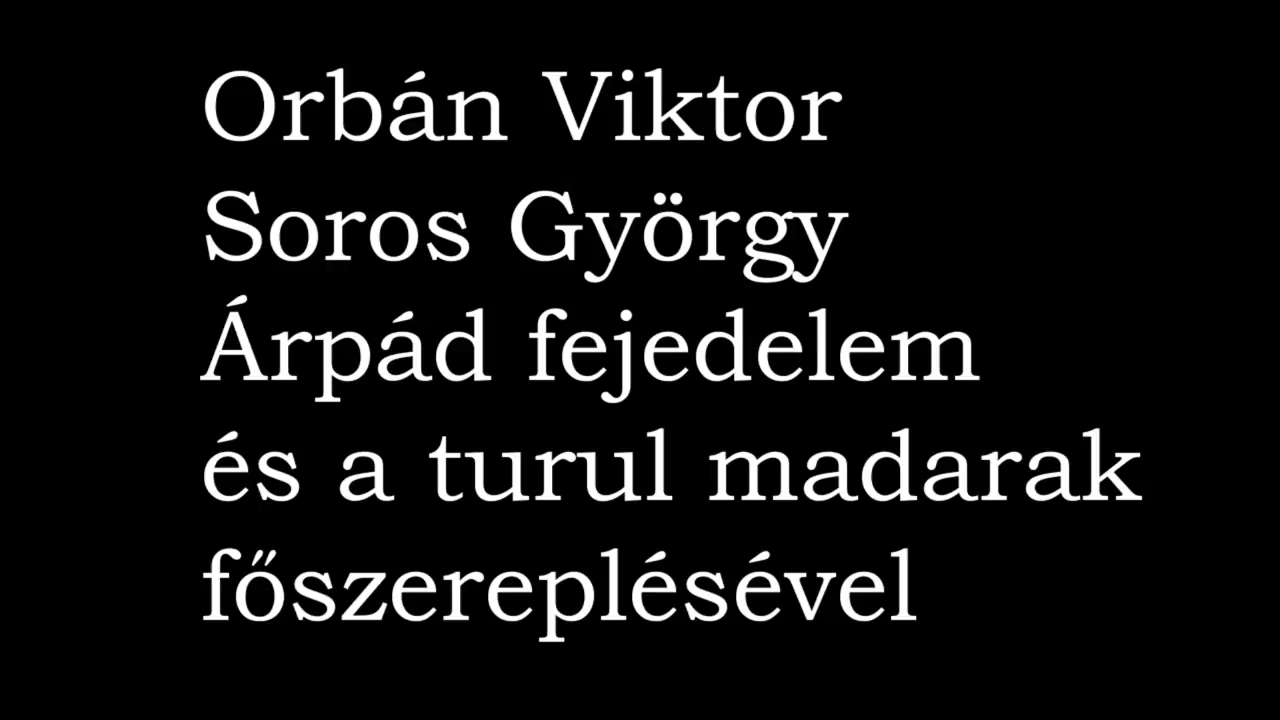 Orbán Viktor
Soros György
Árpád fejedelem
és a turul madarak
főszereplésével